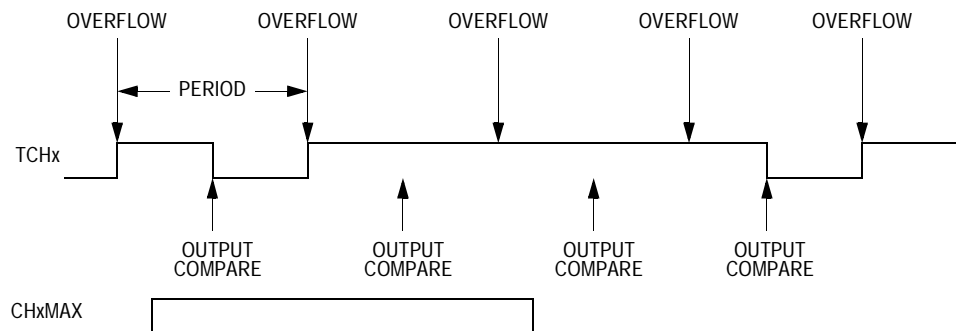 OVERFLOW OVERFLOW OVERFLOW OVERFLOW OVERFLOW
PERIOD
TCHx
OUTPUT OUTPUT OUTPUT OUTPUT
COMPARE COMPARE COMPARE COMPARE
CHxMAX